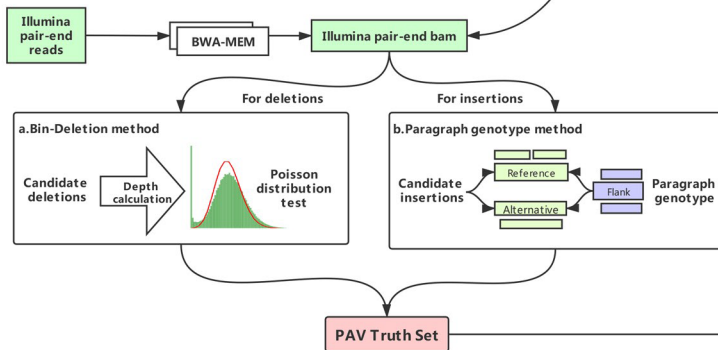 Illumina
pair-end
reads
BWA-MEM
Illumina pair-end bam
For deletions
For insertions
a.Bin-Deletion method
Candidate
deletions
Depth
calculation
Poisson
distribution
test
b.Paragraph genotype method
Candidate
insertions
Reference
Alternative
Flank
Paragraph
genotype
PAV Truth Set